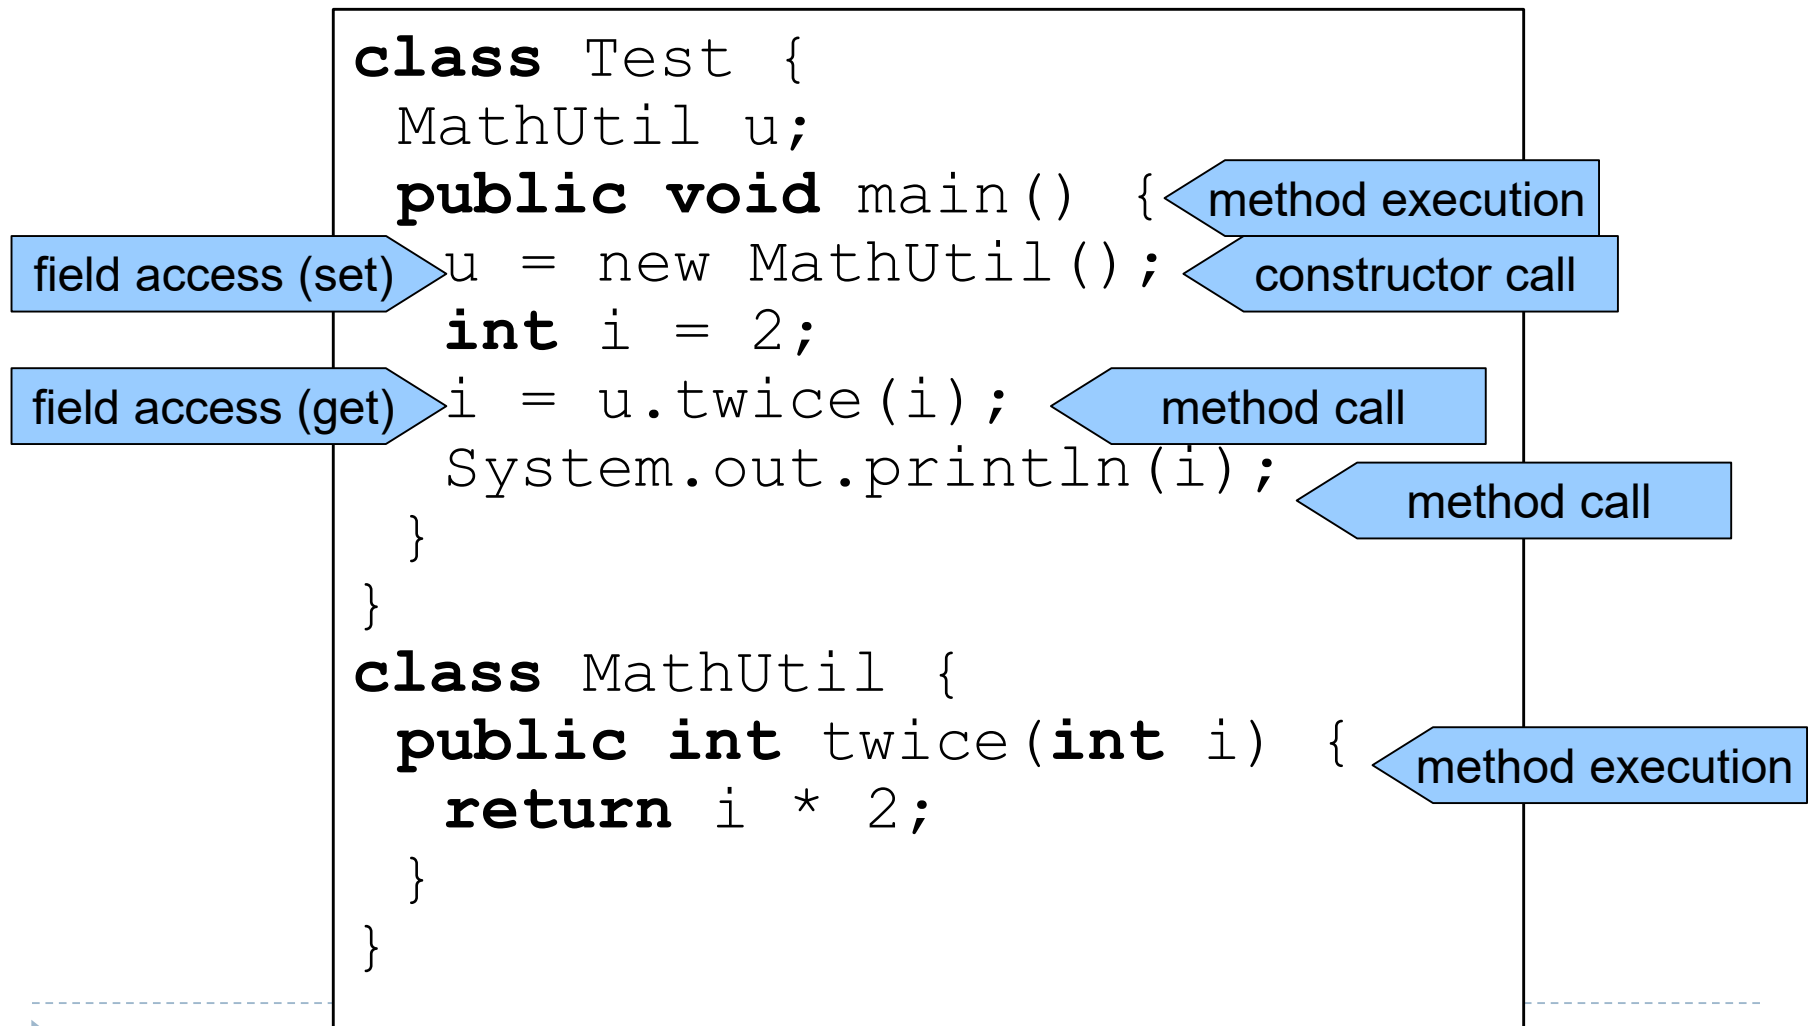 class Test {
MathUtil u;
public void main() { method execution
field access (set) u = new MathUtil(); constructor call
int i = 2;
field access (get) i = u.twice(i); method call
System.out.println(i); method call
}
}
class MathUtil {
public int twice(int i) { method execution
return i * 2;
}
}